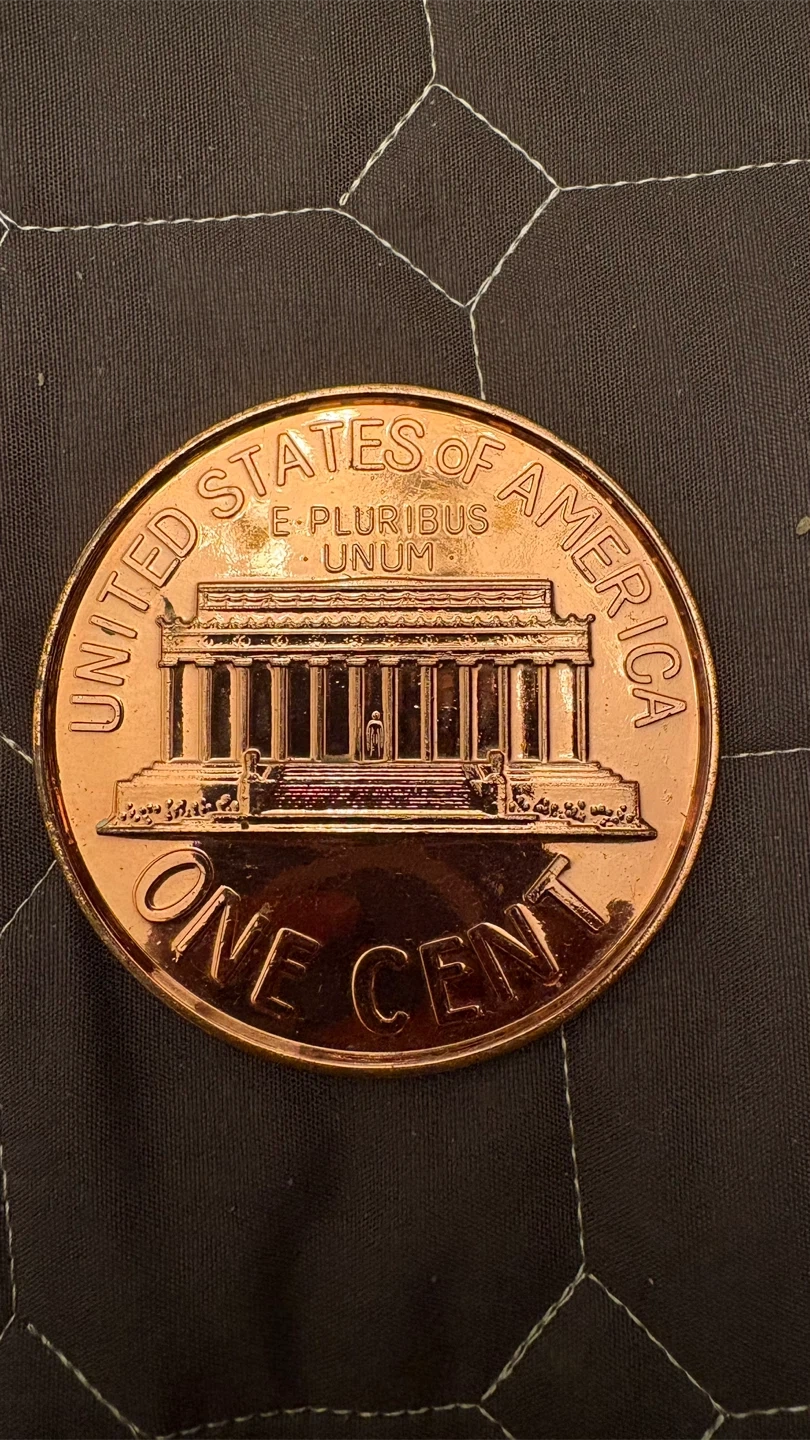 UNITED STATES OF AMERICA
E·PLURIBUS
·UNUM·
ONE CENT